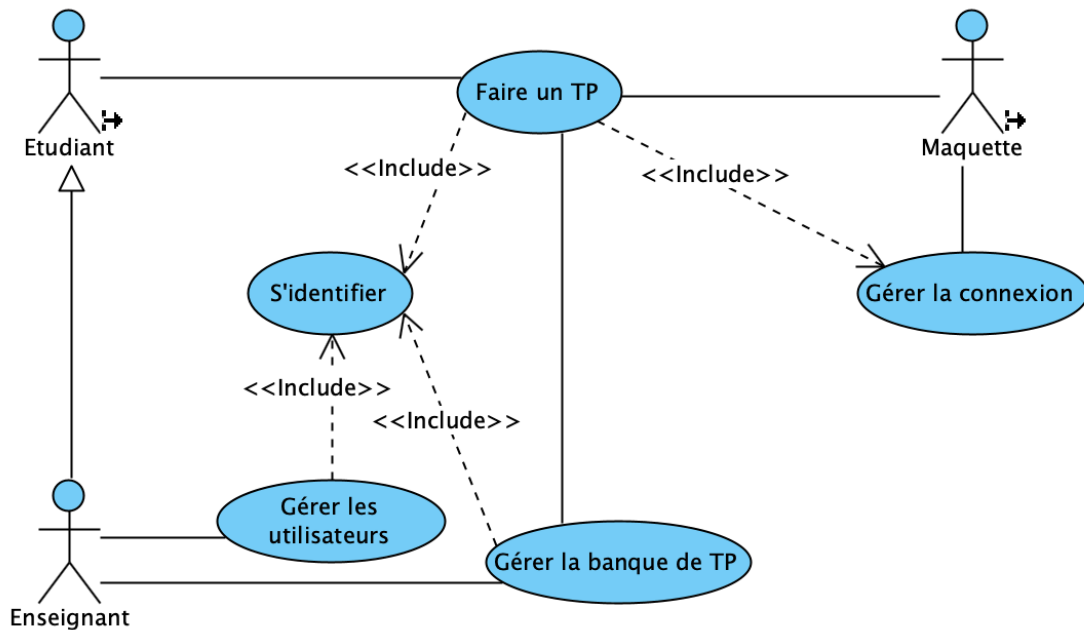 Faire un TP
Etudiant
Maquette
<<Include>>
<<Include>>
S'identifier
Gérer la connexion
<<Include>>
<<Include>>
Gérer les
utilisateurs
Gérer la banque de TP
Enseignant